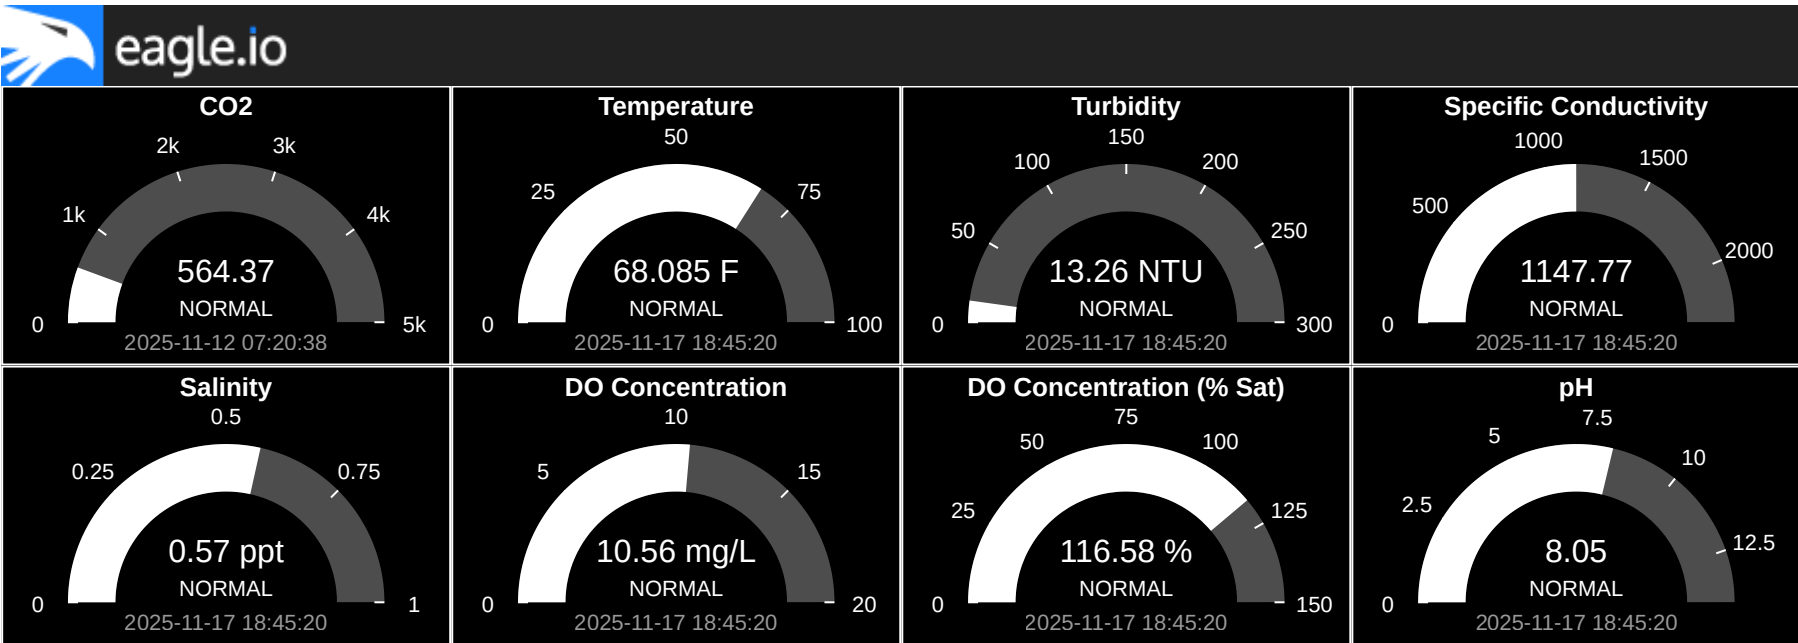 eagle.io
CO2
0
1k
2k
3k
4k
5k
564.37
NORMAL
2025-11-12 07:20:38
Temperature
0
25
50
75
100
68.085 F
NORMAL
2025-11-17 18:45:20
Turbidity
0
50
100
150
200
250
300
13.26 NTU
NORMAL
2025-11-17 18:45:20
Specific Conductivity
0
500
1000
1500
2000
1147.77
NORMAL
2025-11-17 18:45:20
Salinity
0
0.25
0.5
0.75
1
0.57 ppt
NORMAL
2025-11-17 18:45:20
DO Concentration
0
5
10
15
20
10.56 mg/L
NORMAL
2025-11-17 18:45:20
DO Concentration (% Sat)
0
25
50
75
100
125
150
116.58 %
NORMAL
2025-11-17 18:45:20
pH
0
2.5
5
7.5
10
12.5
8.05
NORMAL
2025-11-17 18:45:20